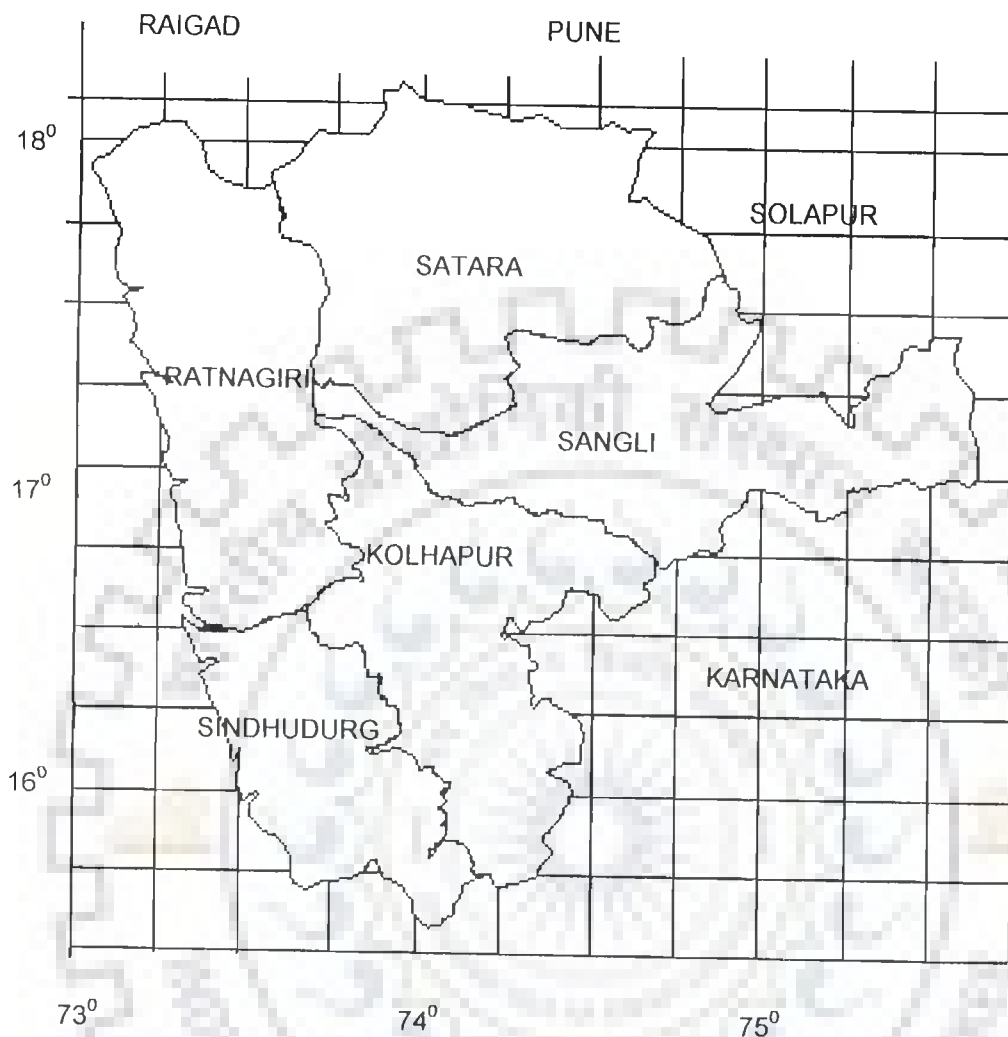 RAIGAD
PUNE
18⁰
SOLAPUR
SATARA
RATNAGIRI
SANGLI
17⁰
KOLHAPUR
KARNATAKA
SINDHUDURG
16⁰
73⁰
74⁰
75⁰